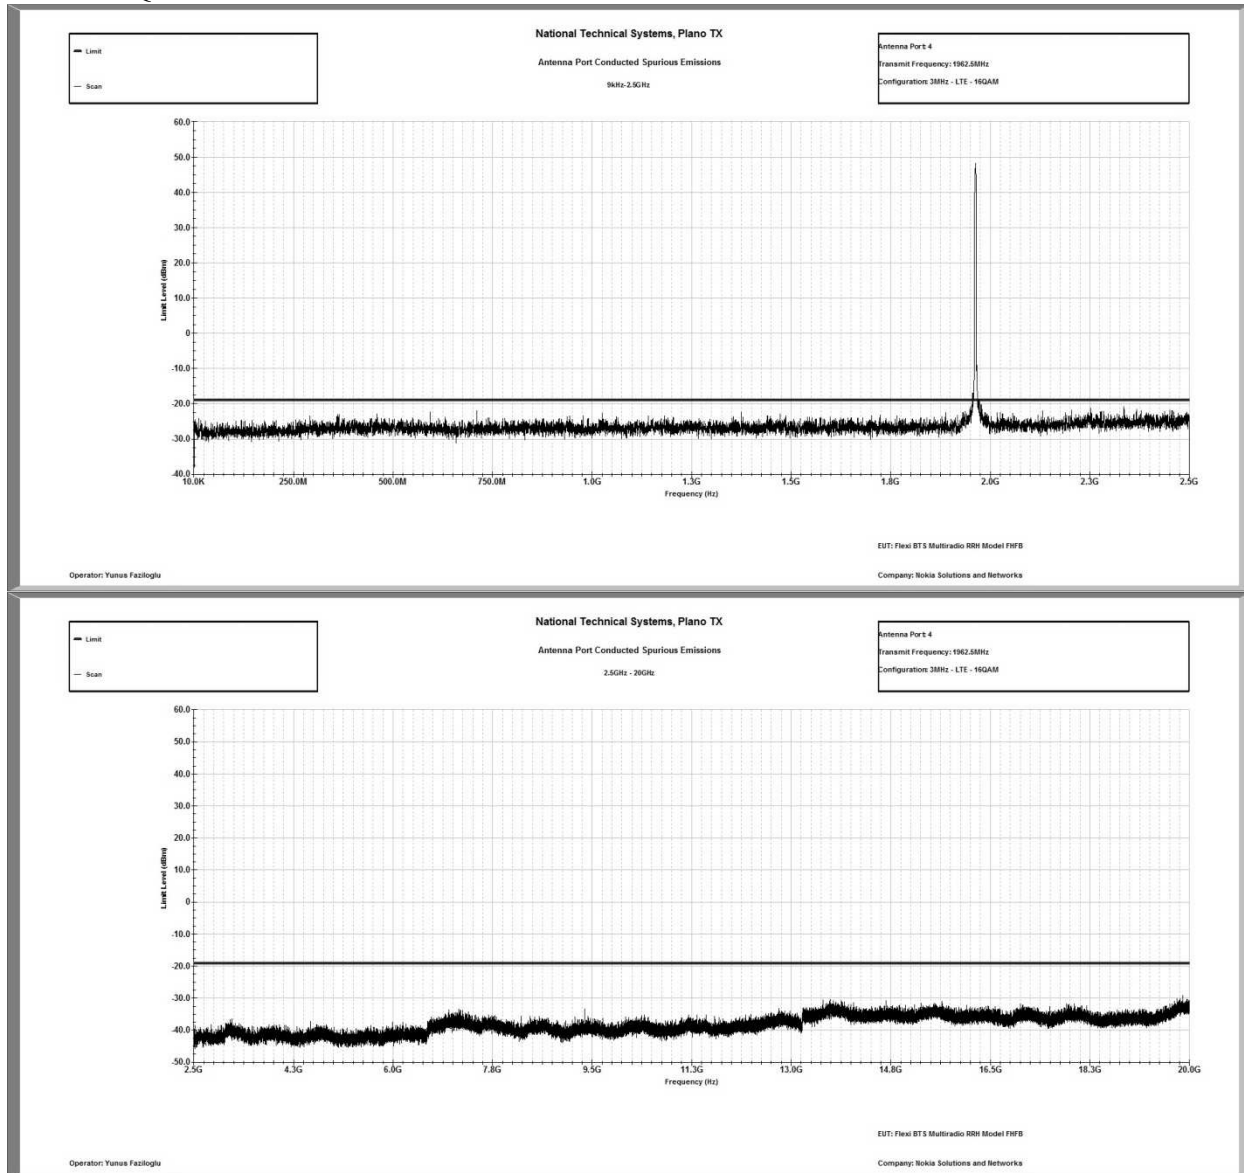 National Technical Systems, Plano TX
Limit
Antenna Port 4
Antenna Port Conducted Spurious Emissions
Transmit Frequency: 1962.5MHz
Scan
9kHz-2.5GHz
Configuration: 3MHz - LTE - 16QAM
60.0
50.0
40.0
30.0
20.0
10.0
0
-10.0
-20.0
-30.0
-40.0
Limit Level (dBm)
10.0K 250.0M 500.0M 750.0M 1.0G 1.3G 1.5G 1.8G 2.0G 2.3G 2.5G
Frequency (Hz)
EUT: Flexi BTS Multiradio RRH Model FHFB
Operator: Yunus Faziloglu
Company: Nokia Solutions and Networks
National Technical Systems, Plano TX
Limit
Antenna Port 4
Antenna Port Conducted Spurious Emissions
Transmit Frequency: 1962.5MHz
Scan
2.5GHz - 20GHz
Configuration: 3MHz - LTE - 16QAM
60.0
50.0
40.0
30.0
20.0
10.0
0
-10.0
-20.0
-30.0
-40.0
-50.0
Limit Level (dBm)
2.5G 4.3G 6.0G 7.8G 9.5G 11.3G 13.0G 14.8G 16.5G 18.3G 20.0G
Frequency (Hz)
EUT: Flexi BTS Multiradio RRH Model FHFB
Operator: Yunus Faziloglu
Company: Nokia Solutions and Networks